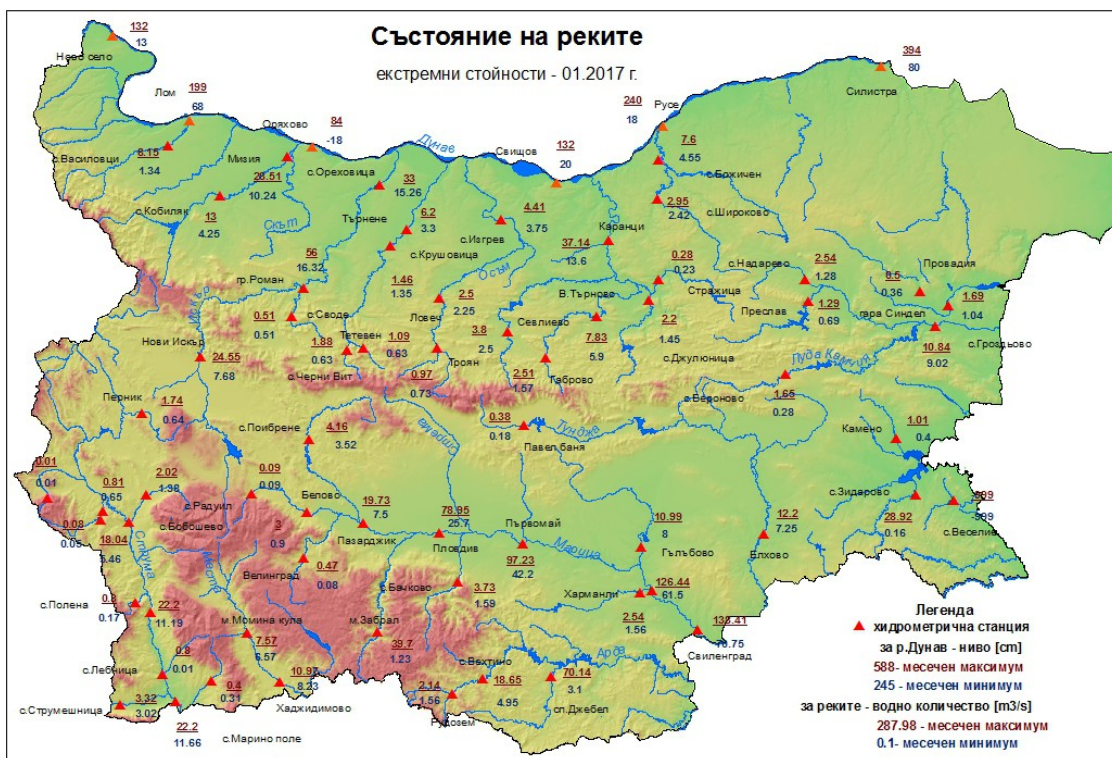 Състояние на реките
екстремни стойности - 01.2017 г.
132
13
Ново село
394
80
Силистра
Лом
199
68
Оряхово
84
-18
Дунав
Свищов
132
20
240
18
Русе
с.Василовци
8.15
1.34
Мизия
28.51
10.24
с.Ореховица
33
15.26
7.6
4.55
с.Божичен
с.Кобиляк
13
4.25
Скът
Търнене
6.2
3.3
с.Крушовица
с.Изгрев
4.41
3.75
Каранци
37.14
13.6
2.95
2.42
с.Широково
гр.Роман
56
16.32
Искър
1.46
1.35
Осъм
0.28
0.23
Стражица
с.Надарево
2.54
1.28
Провадия
6.5
0.36
0.51
0.51
с.Своде
Ловеч
2.5
2.25
Севлиево
В.Търново
Преслав
1.29
0.69
гара Синдел
1.69
1.04
Нови Искър
24.55
7.68
1.88
0.63
Тетевен
1.09
0.63
3.8
2.5
7.83
5.9
2.2
1.45
с.Джулюница
10.84
9.02
с.Гроздьово
с.Черни Вит
Троян
0.97
0.73
2.51
1.57
Габрово
Луда Камчия
Перник
1.74
0.64
с.Поибрене
4.16
3.52
Стряма
0.38
0.18
Павел баня
Тунджа
с.Бероново
1.65
0.28
Камено
1.01
0.4
0.01
0.01
0.81
0.65
2.02
1.38
с.Радуил
0.09
0.09
Белово
19.73
7.5
с.Зидарово
28.92
0.16
-999
-999
с.Веселие
0.08
0.05
18.04
5.46
с.Бобошево
3
0.9
Пазарджик
78.95
25.7
Пловдив
Първомай
97.23
42.2
Марица
10.99
8
Гълъбово
12.2
7.25
Елхово
Струма
Места
Велинград
0.47
0.08
с.Бачково
3.73
1.59
Харманли
126.44
61.5
2.54
1.56
Свиленград
с.Полена
0.8
0.17
22.2
11.19
м.Момина кула
7.57
6.57
м.Забрал
39.7
1.23
с.Лебница
0.8
0.01
0.4
0.31
10.97
8.23
Хаджидимово
с.Вехтино
18.65
4.95
2.14
1.56
Рудозем
Арда
70.14
3.1
сп.Джебел
с.Струмешница
3.32
3.02
22.2
11.66
с.Марино поле
Легенда
хидрометрична станция
за р.Дунав - ниво [cm]
588- месечен максимум
245 - месечен минимум
за реките - водно количество [m3/s]
287.98 - месечен максимум
0.1- месечен минимум